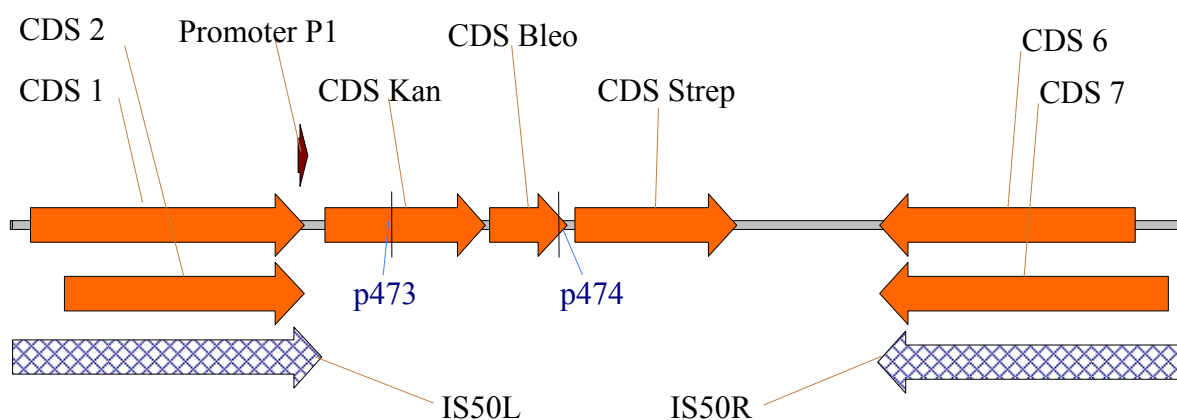 CDS 2
Promoter P1
CDS Bleo
CDS 6
CDS 1
CDS Kan
CDS Strep
CDS 7
p473
p474
IS50L
IS50R